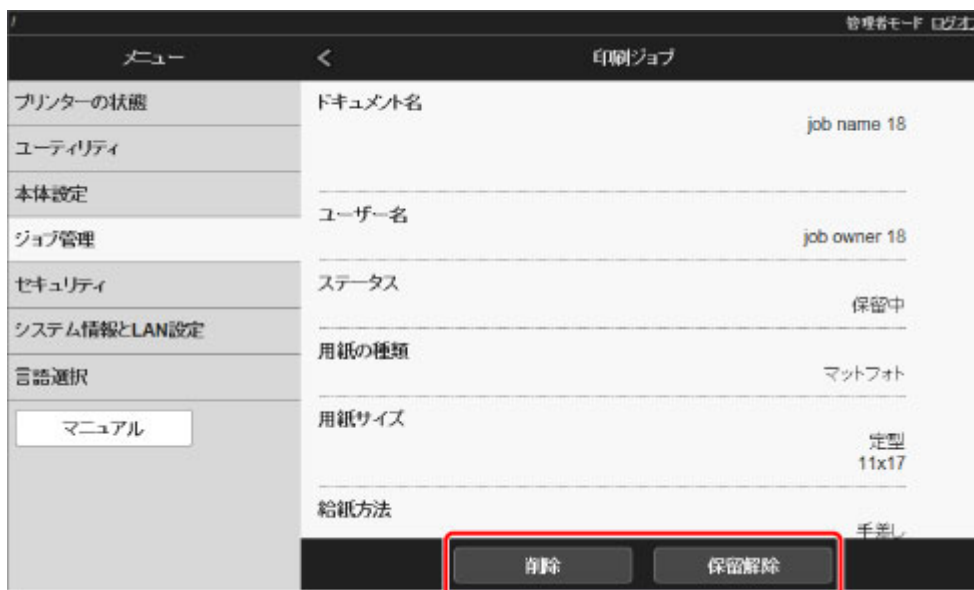 /
管理者モード ログオ
メニュー
< 印刷ジョブ
プリンターの状態
ユーティリティ
本体設定
ジョブ管理
セキュリティ
システム情報とLAN設定
言語選択
マニュアル
ドキュメント名
job name 18
ユーザー名
job owner 18
ステータス
保留中
用紙の種類
マットフォト
用紙サイズ
定型
11x17
給紙方法
手差し
削除 保留解除